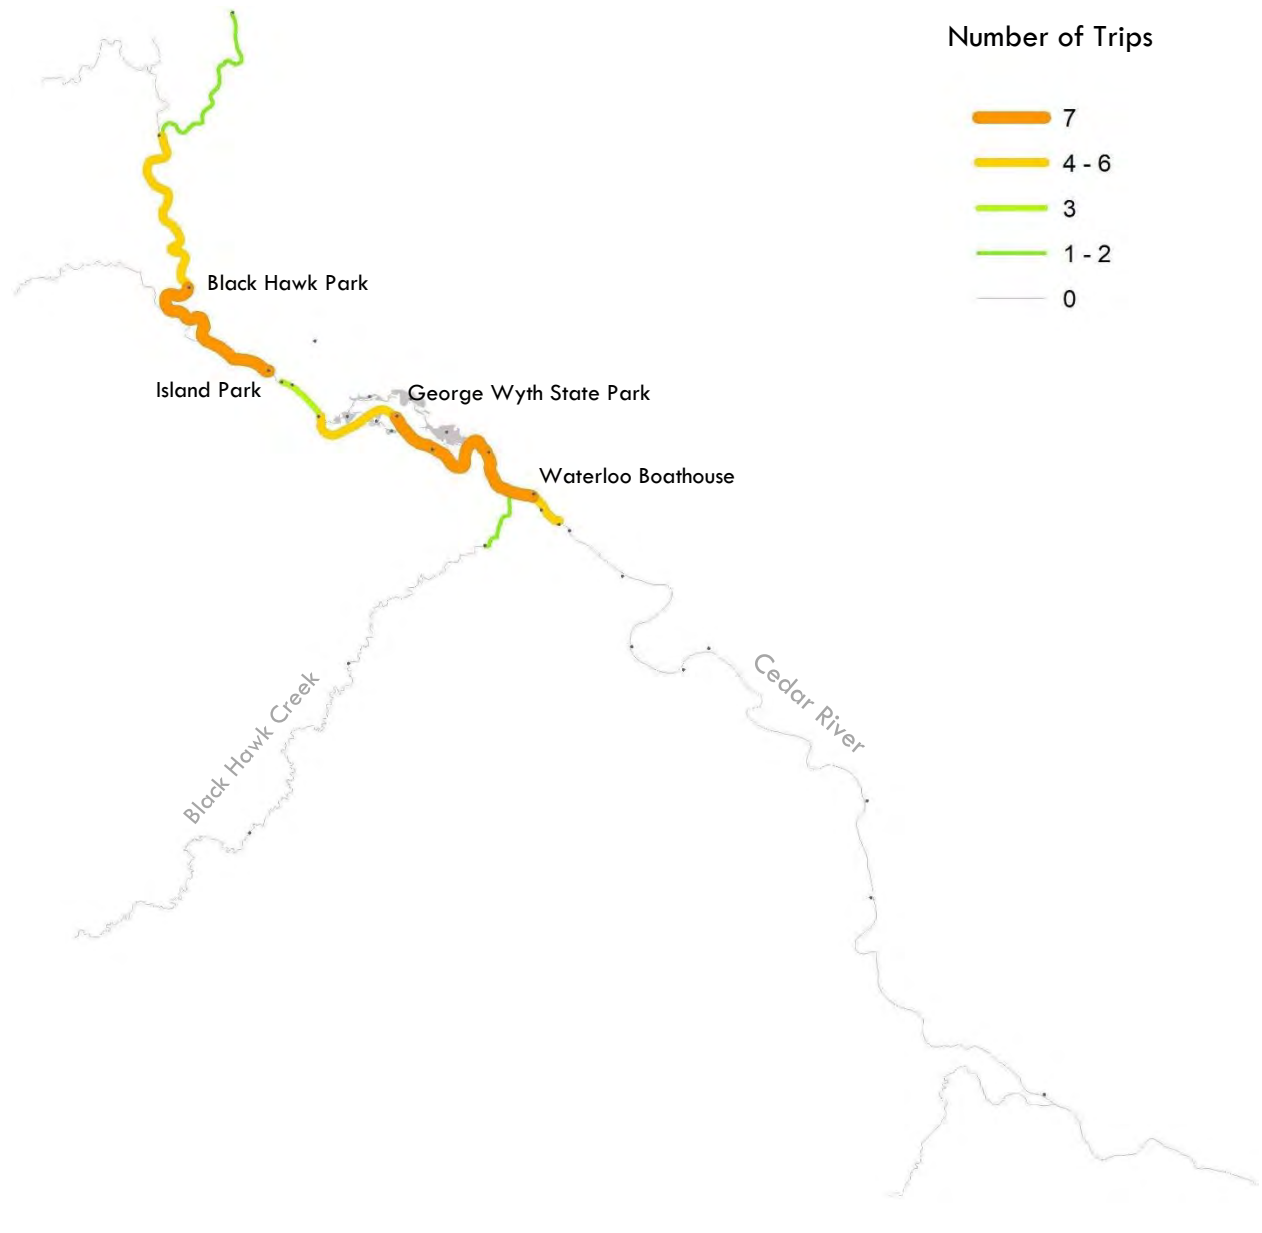 Number of Trips
7
4 - 6
3
1 - 2
0
Black Hawk Park
Island Park
George Wyth State Park
Waterloo Boathouse
Cedar River
Black Hawk Creek